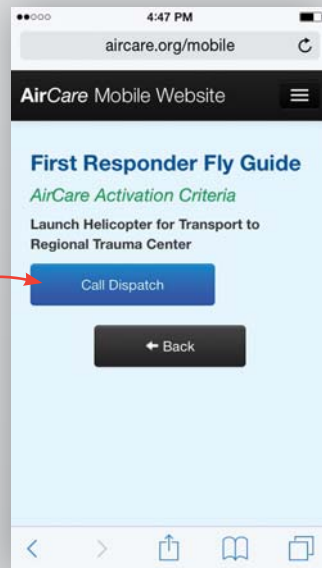 4:47 PM
aircare.org/mobile
AirCare Mobile Website
First Responder Fly Guide
AirCare Activation Criteria
Launch Helicopter for Transport to
Regional Trauma Center
Call Dispatch
Back